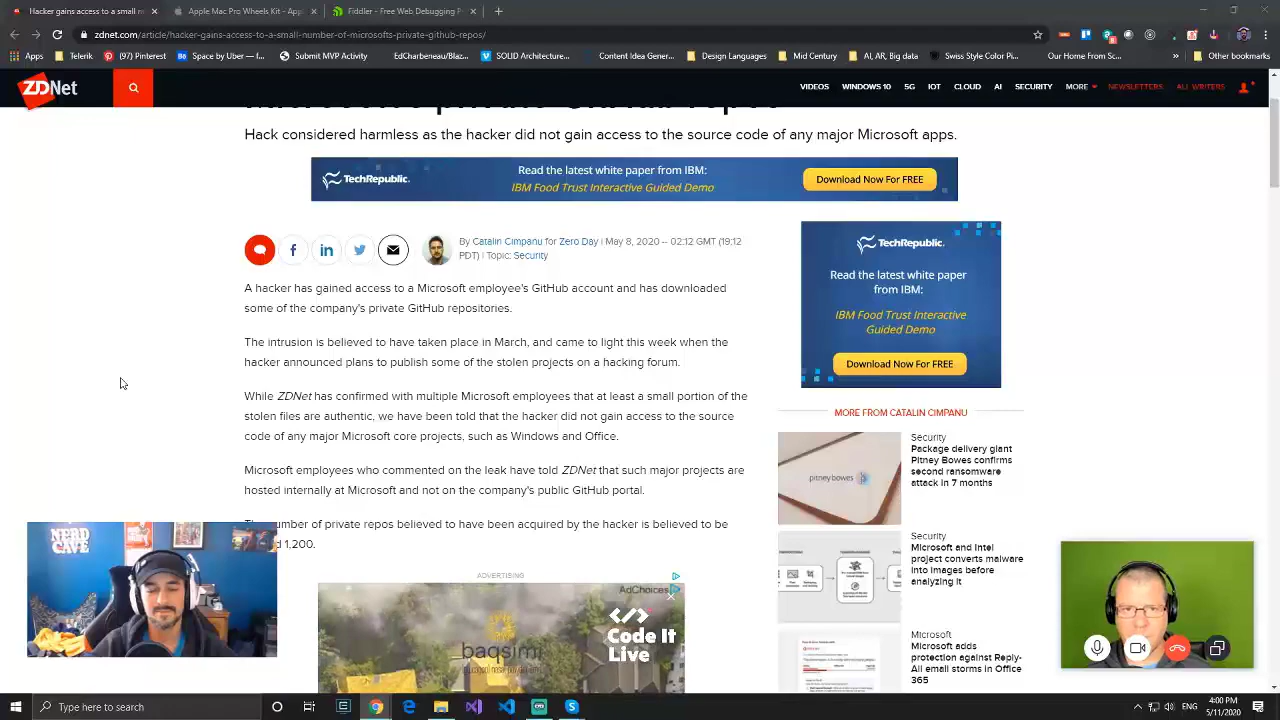 Hacker gains access to a small n
Apple Mac Pro Wheels Kit - Appl
Fiddler - Free Web Debugging P
zdnet.com/article/hacker-gains-access-to-a-small-number-of-microsofts-private-github-repos/
Apps
Telerik
(97) Pinterest
Space by Uber — f...
Submit MVP Activity
EdCharbeneau/Blaz...
SOLID Architecture...
Content Idea Gener...
Design Languages
Mid Century
AI, AR, Big data
Swiss Style Color Pi...
Our Home From Sc...
Other bookmarks
ZDNet
VIDEOS
WINDOWS 10
5G
IOT
CLOUD
AI
SECURITY
MORE
NEWSLETTERS
ALL WRITERS
Microsoft's private GitHub repos
Hack considered harmless as the hacker did not gain access to the source code of any major Microsoft apps.
TechRepublic.
Read the latest white paper from IBM:
IBM Food Trust Interactive Guided Demo
Download Now For FREE
By Catalin Cimpanu for Zero Day | May 8, 2020 -- 02:12 GMT (19:12
PDT) | Topic: Security
A hacker has gained access to a Microsoft employee's GitHub account and has downloaded
some of the company's private GitHub repositories.
The intrusion is believed to have taken place in March, and came to light this week when the
hacker announced plans to publish some of the stolen projects on a hacking forum.
While ZDNet has confirmed with multiple Microsoft employees that at least a small portion of the
stolen files are authentic, we have been told that the hacker did not gain access to the source
code of any major Microsoft core projects, such as Windows and Office.
Microsoft employees who commented on the leak have told ZDNet that such major projects are
hosted internally at Microsoft and not on the company's public GitHub portal.
number of private repos believed to have been acquired by the hacker is believed to be
1,200.
ADVERTISING
AdChoices
Code It
Live
TechRepublic.
Read the latest white paper
from IBM:
IBM Food Trust Interactive
Guided Demo
Download Now For FREE
MORE FROM CATALIN CIMPANU
pitney bowes
Security
Package delivery giant
Pitney Bowes confirms
second ransomware
attack in 7 months
Security
Microsoft and Intel
project converts malware
into images before
analyzing it
Microsoft
Microsoft adds
protection against Reply-
All email storms in Office
365
Type here to search
ENG
4:00 PM
5/11/2020